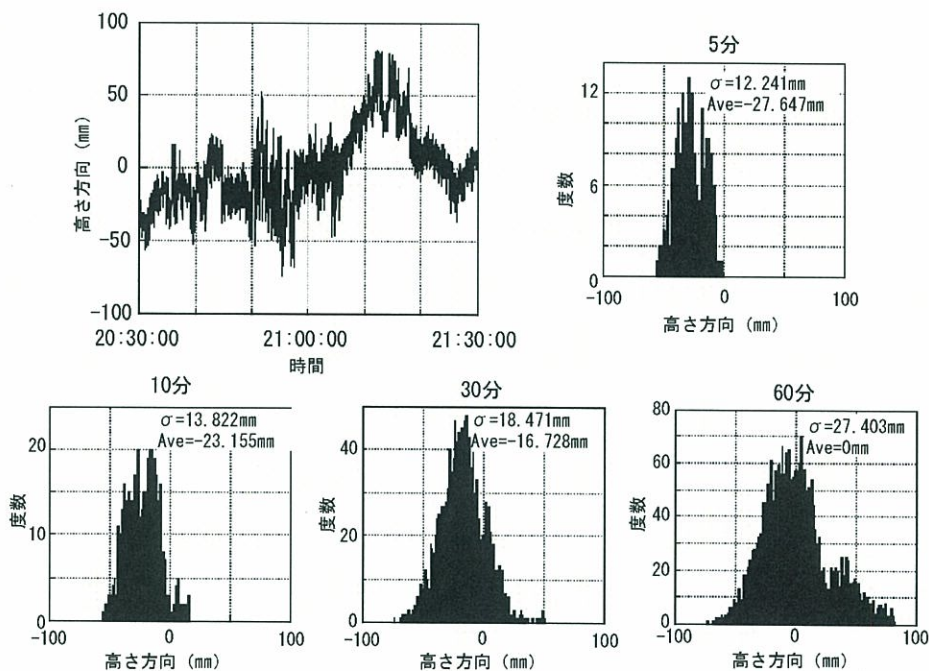 100
50
0
-50
-100
高さ方向 (mm)
20:30:00
21:00:00
21:30:00
時間
5分
σ=12.241mm
Ave=-27.647mm
12
6
0
度数
-100
0
100
高さ方向 (mm)
10分
σ=13.822mm
Ave=-23.155mm
20
10
0
度数
-100
0
100
高さ方向 (mm)
30分
σ=18.471mm
Ave=-16.728mm
40
20
0
度数
-100
0
100
高さ方向 (mm)
60分
σ=27.403mm
Ave=0mm
80
60
40
20
0
度数
-100
0
100
高さ方向 (mm)